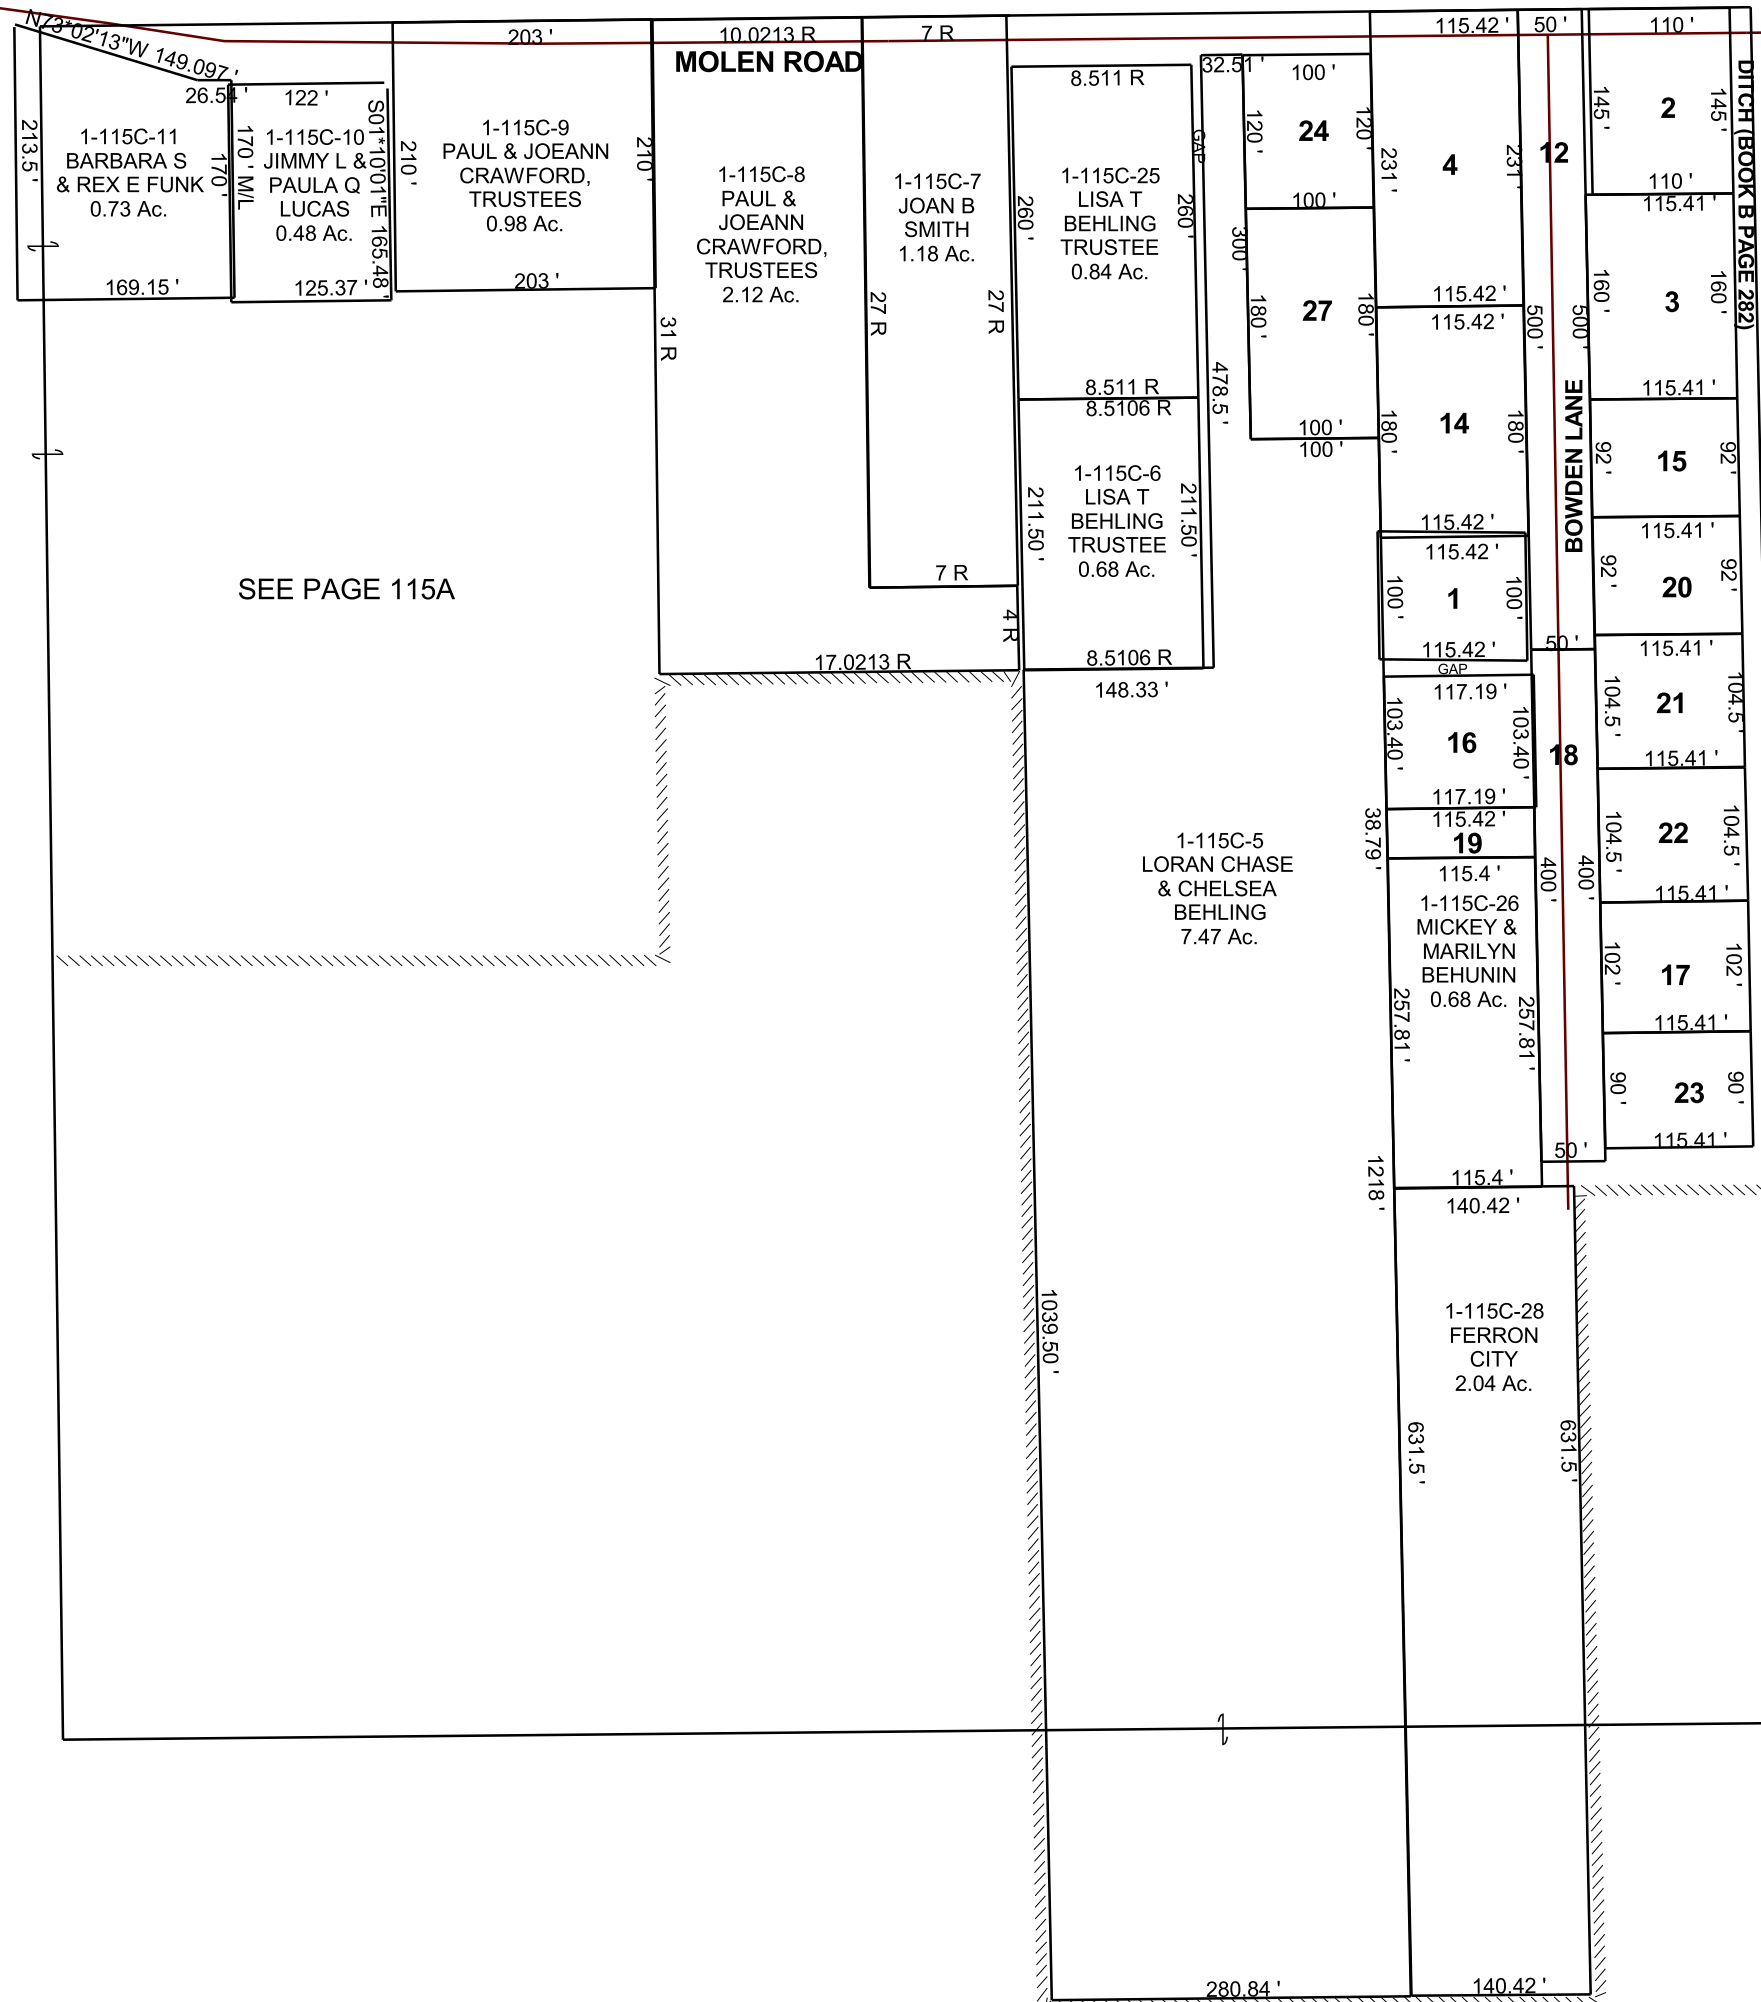 N73*02'13"W 149.097 '
26.54 '
213.5 '
1-115C-11
BARBARA S
& REX E FUNK
0.73 Ac.
170 '
169.15 '
122 '
170 ' M/L
1-115C-10
JIMMY L &
PAULA Q
LUCAS
0.48 Ac.
S01*10'01"E 165.48 '
125.37 '
203 '
210 '
1-115C-9
PAUL & JOEANN
CRAWFORD,
TRUSTEES
0.98 Ac.
210 '
203 '
10.0213 R
MOLEN ROAD
1-115C-8
PAUL &
JOEANN
CRAWFORD,
TRUSTEES
2.12 Ac.
31 R
17.0213 R
4 R
7 R
1-115C-7
JOAN B
SMITH
1.18 Ac.
27 R
27 R
7 R
8.511 R
1-115C-25
LISA T
BEHLING
TRUSTEE
0.84 Ac.
260 '
260 '
8.511 R
8.5106 R
1-115C-6
LISA T
BEHLING
TRUSTEE
0.68 Ac.
211.50 '
211.50 '
8.5106 R
148.33 '
GAP
32.51 '
478.5 '
300 '
100 '
120 '
24
120 '
100 '
180 '
27
180 '
100 '
100 '
115.42 '
231 '
4
231 '
115.42 '
115.42 '
180 '
14
180 '
115.42 '
115.42 '
100 '
1
100 '
115.42 '
GAP
117.19 '
103.40 '
16
103.40 '
117.19 '
115.42 '
38.79 '
19
115.4 '
1-115C-26
MICKEY &
MARILYN
BEHUNIN
0.68 Ac.
257.81 '
257.81 '
115.4 '
50 '
12
500 '
500 '
BOWDEN LANE
50 '
18
400 '
400 '
50 '
110 '
145 '
2
145 '
110 '
115.41 '
160 '
3
160 '
115.41 '
92 '
15
92 '
115.41 '
92 '
20
92 '
115.41 '
104.5 '
21
104.5 '
115.41 '
104.5 '
22
104.5 '
115.41 '
102 '
17
102 '
115.41 '
90 '
23
90 '
115.41 '
DITCH (BOOK B PAGE 282)
SEE PAGE 115A
1-115C-5
LORAN CHASE
& CHELSEA
BEHLING
7.47 Ac.
1218 '
1039.50 '
280.84 '
140.42 '
1-115C-28
FERRON
CITY
2.04 Ac.
631.5 '
631.5 '
140.42 '